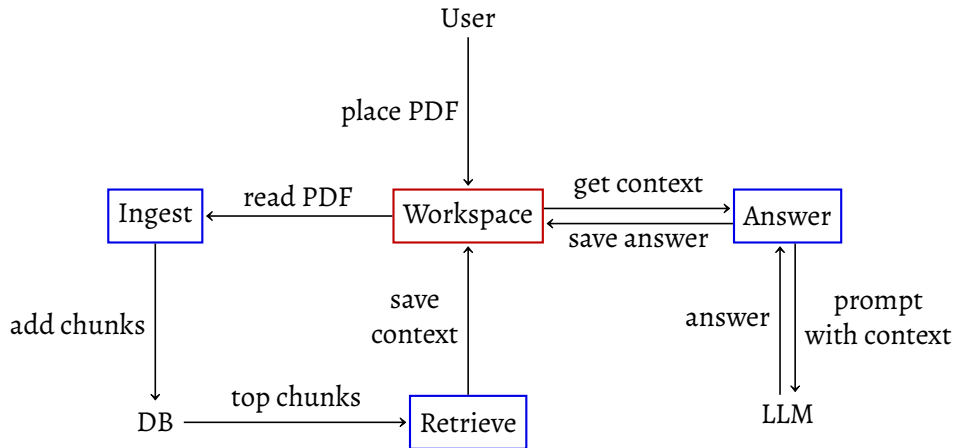 User
place PDF
Ingest
read PDF
Workspace
get context
save answer
Answer
add chunks
save
context
answer
prompt
with context
DB
top chunks
Retrieve
LLM